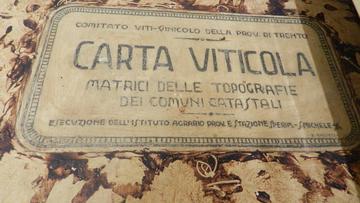 COMITATO VITI-VINICOLO DELLA PROV. DI TRENTO
CARTA VITICOLA
MATRICI DELLE TOPOGRAFIE
DEI COMUNI CATASTALI
ESECUZIONE DELL'ISTITUTO AGRARIO PROV. E STAZIONE SPERIM. - S. MICHELE